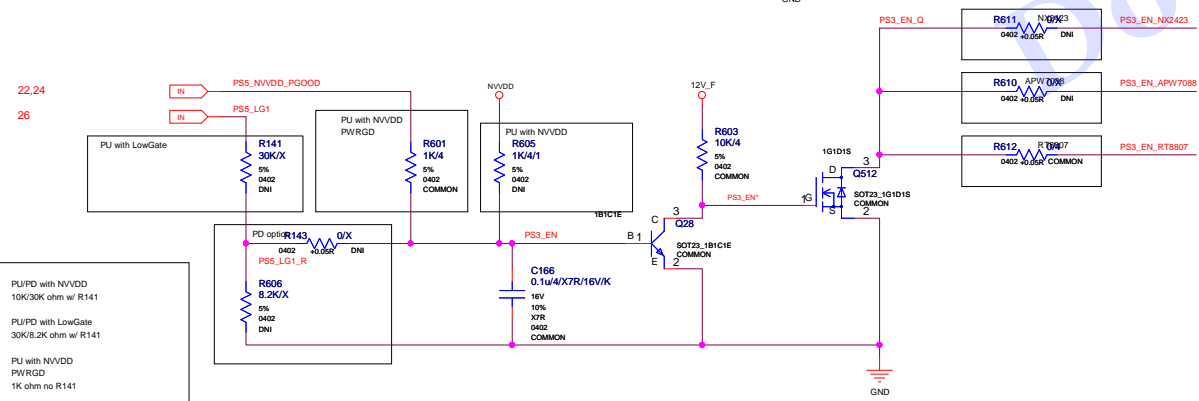 GND
PS3_EN_Q
R611
0/X
0402
+0.05R
DNI
PS3_EN_NX2423
R610
APW7088
0/X
0402
+0.05R
DNI
PS3_EN_APW7088
R612
0/4
0402
+0.05R
COMMON
PS3_EN_RT8807
22,24
IN
PS5_NVVDD_PGOOD
26
IN
PS5_LG1
NVVDD
12V_F
PU with LowGate
R141
30K/X
5%
0402
DNI
PU with NVVDD
PWRGD
R601
1K/4
5%
0402
COMMON
PU with NVVDD
R605
1K/4/1
5%
0402
DNI
R603
10K/4
5%
0402
COMMON
1G1D1S
D
3
Q512
1
G
S
2
SOT23_1G1D1S
COMMON
PS3_EN*
1B1C1E
C
3
Q28
B
1
E
2
SOT23_1B1C1E
COMMON
PD option
R143
0/X
0402
+0.05R
DNI
PS3_EN
PS5_LG1_R
R606
8.2K/X
5%
0402
DNI
C166
0.1u/4/X7R/16V/K
16V
10%
X7R
0402
COMMON
PU/PD with NVVDD
10K/30K ohm w/ R141
PU/PD with LowGate
30K/8.2K ohm w/ R141
PU with NVVDD
PWRGD
1K ohm no R141
GND